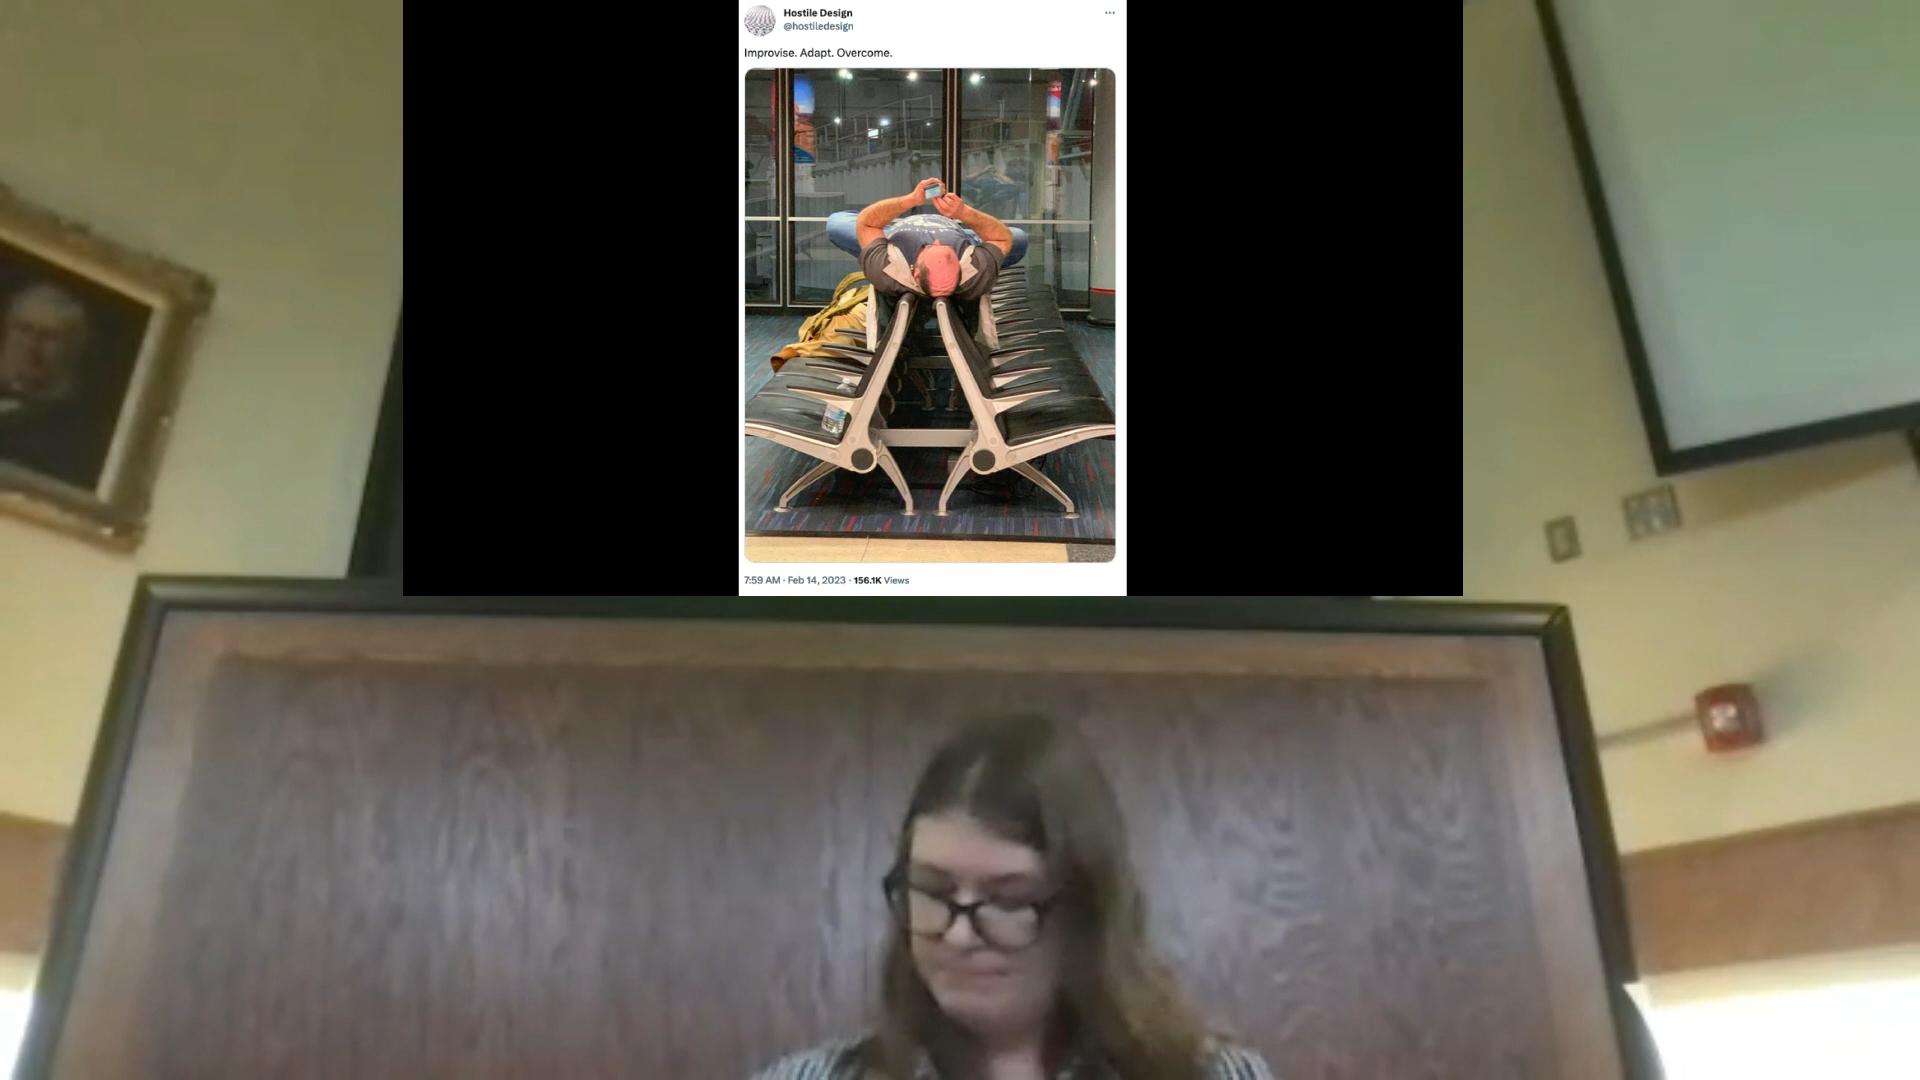 Hostile Design
@hostiledesign
Improvise. Adapt. Overcome.
7:59 AM · Feb 14, 2023 · 156.1K Views